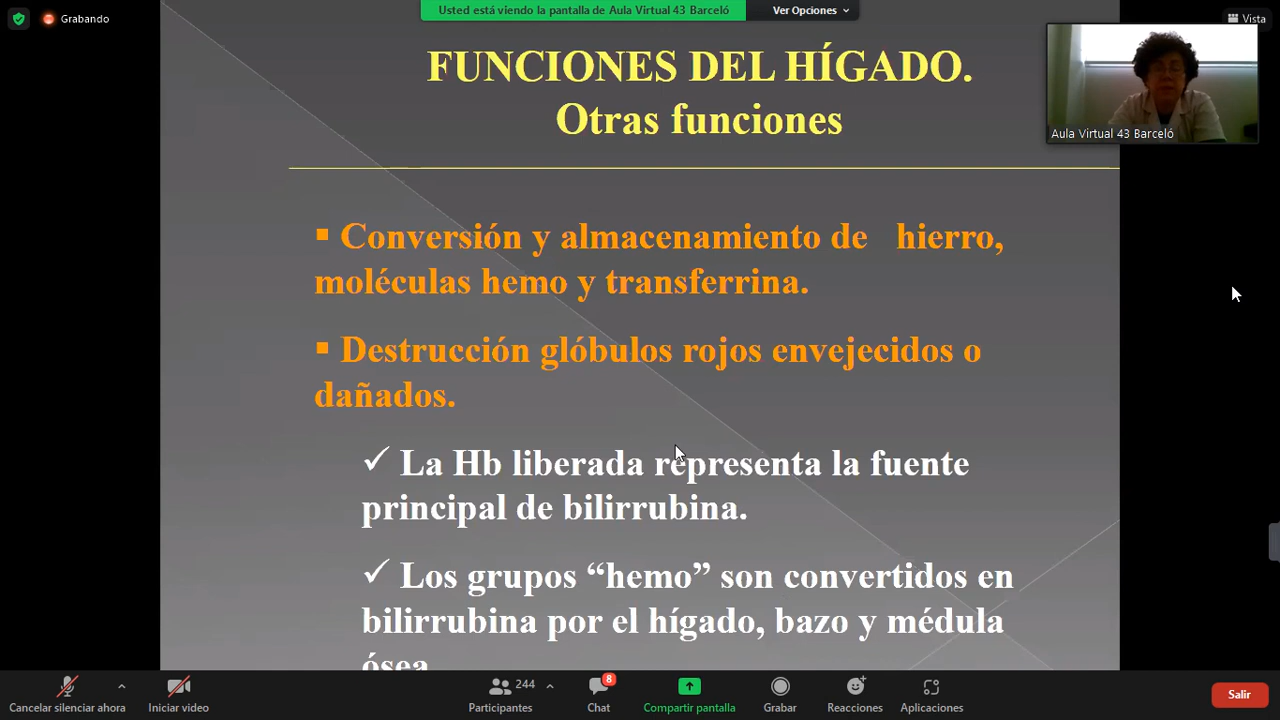 Grabando
Usted está viendo la pantalla de Aula Virtual 43 Barceló
Ver Opciones
Vista
FUNCIONES DEL HÍGADO.
Otras funciones
Aula Virtual 43 Barceló
▪ Conversión y almacenamiento de hierro,
moléculas hemo y transferrina.
▪ Destrucción glóbulos rojos envejecidos o
dañados.
✓ La Hb liberada representa la fuente
principal de bilirrubina.
✓ Los grupos “hemo” son convertidos en
bilirrubina por el hígado, bazo y médula
ósea
Cancelar silenciar ahora
Iniciar video
244
Participantes
8
Chat
Compartir pantalla
Grabar
Reacciones
Aplicaciones
Salir